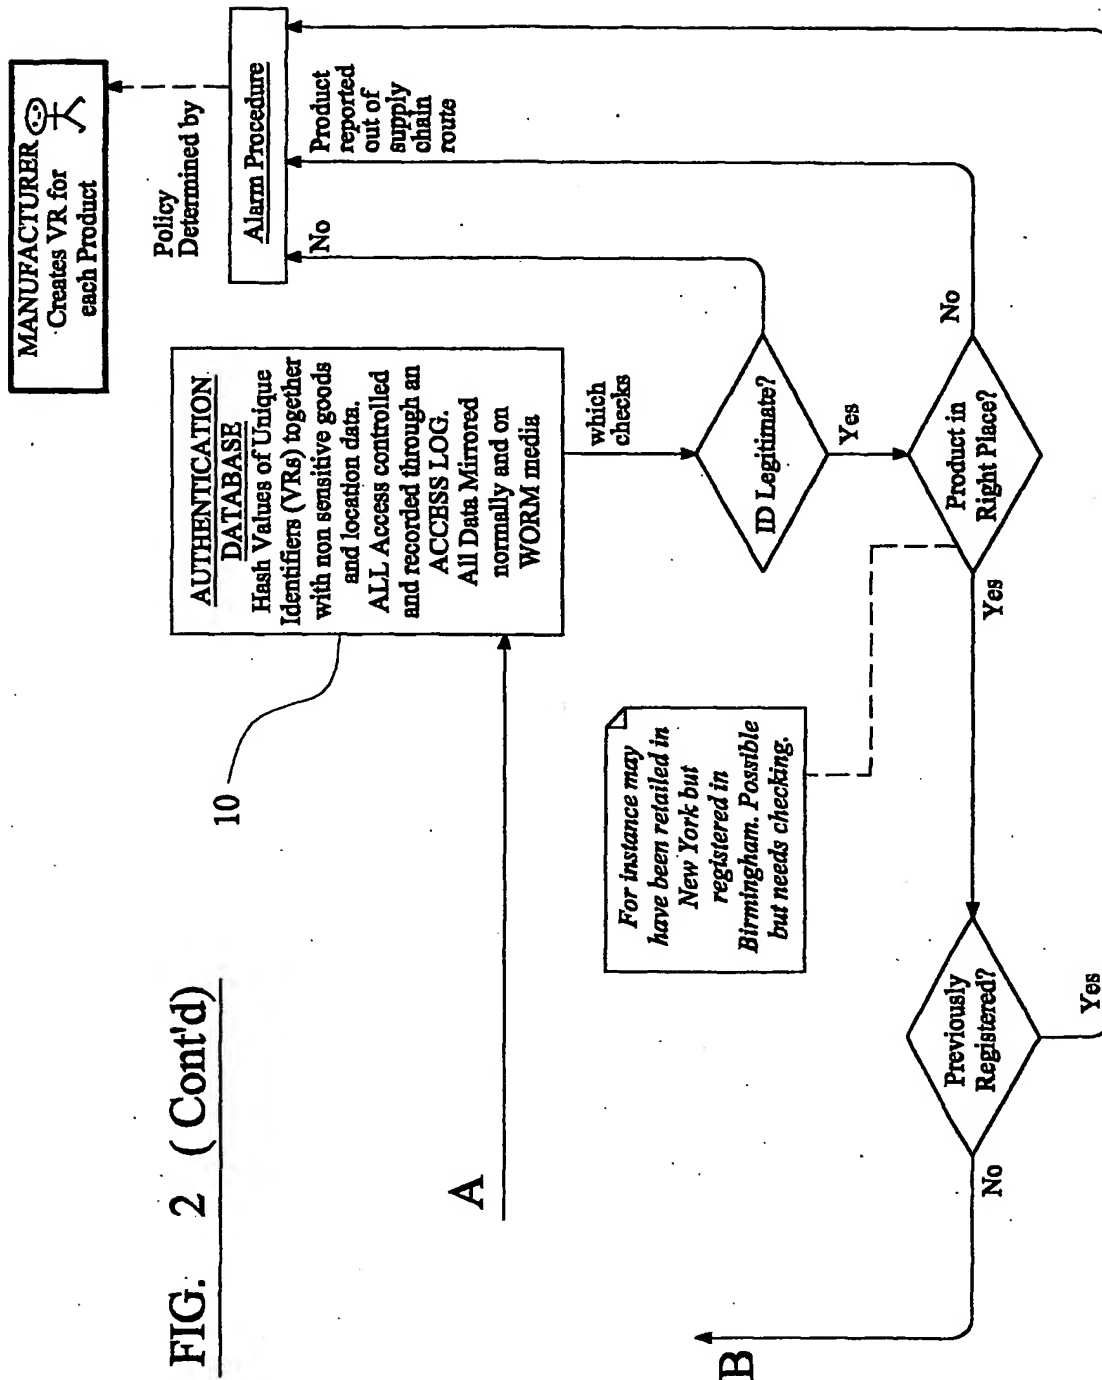 FIG. 2 (Cont'd)
MANUFACTURER
Creates VR for
each Product
Policy
Determined by
Alarm Procedure
No
Product
reported
out of
supply
chain
route
10
AUTHENTICATION
DATABASE
Hash Values of Unique
Identifiers (VRs) together
with non sensitive goods
and location data.
ALL Access controlled
and recorded through an
ACCESS LOG.
All Data Mirrored
normally and on
WORM media
A
which
checks
ID Legitimate?
Yes
No
Product in
Right Place?
Yes
For instance may
have been retailed in
New York but
registered in
Birmingham. Possible
but needs checking.
Previously
Registered?
Yes
No
B